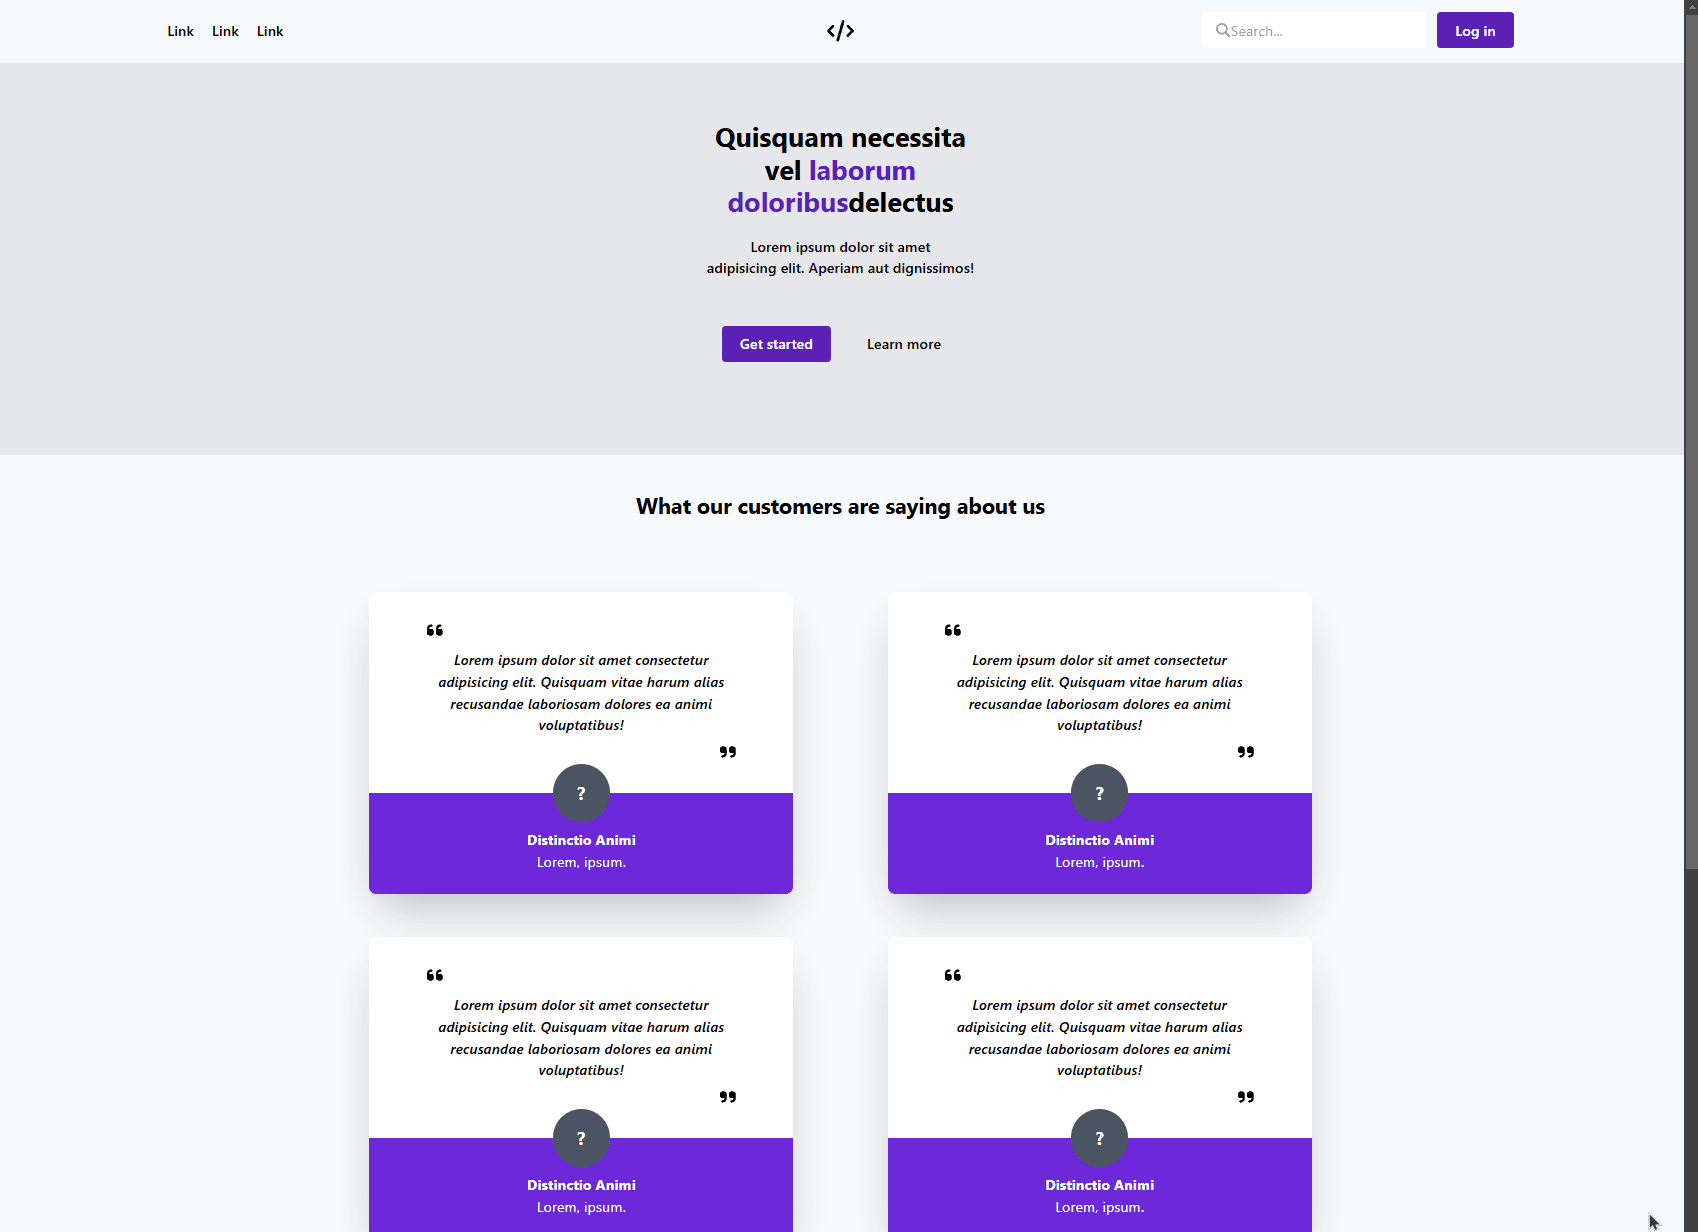 Link Link Link </> Search... Log in
Quisquam necessita
vel laborum
doloribusdelectus
Lorem ipsum dolor sit amet
adipisicing elit. Aperiam aut dignissimos!
Get started Learn more
What our customers are saying about us
❝
Lorem ipsum dolor sit amet consectetur
adipisicing elit. Quisquam vitae harum alias
recusandae laboriosam dolores ea animi
voluptatibus!
❞
?
Distinctio Animi
Lorem, ipsum.
❝
Lorem ipsum dolor sit amet consectetur
adipisicing elit. Quisquam vitae harum alias
recusandae laboriosam dolores ea animi
voluptatibus!
❞
?
Distinctio Animi
Lorem, ipsum.
❝
Lorem ipsum dolor sit amet consectetur
adipisicing elit. Quisquam vitae harum alias
recusandae laboriosam dolores ea animi
voluptatibus!
❞
?
Distinctio Animi
Lorem, ipsum.
❝
Lorem ipsum dolor sit amet consectetur
adipisicing elit. Quisquam vitae harum alias
recusandae laboriosam dolores ea animi
voluptatibus!
❞
?
Distinctio Animi
Lorem, ipsum.